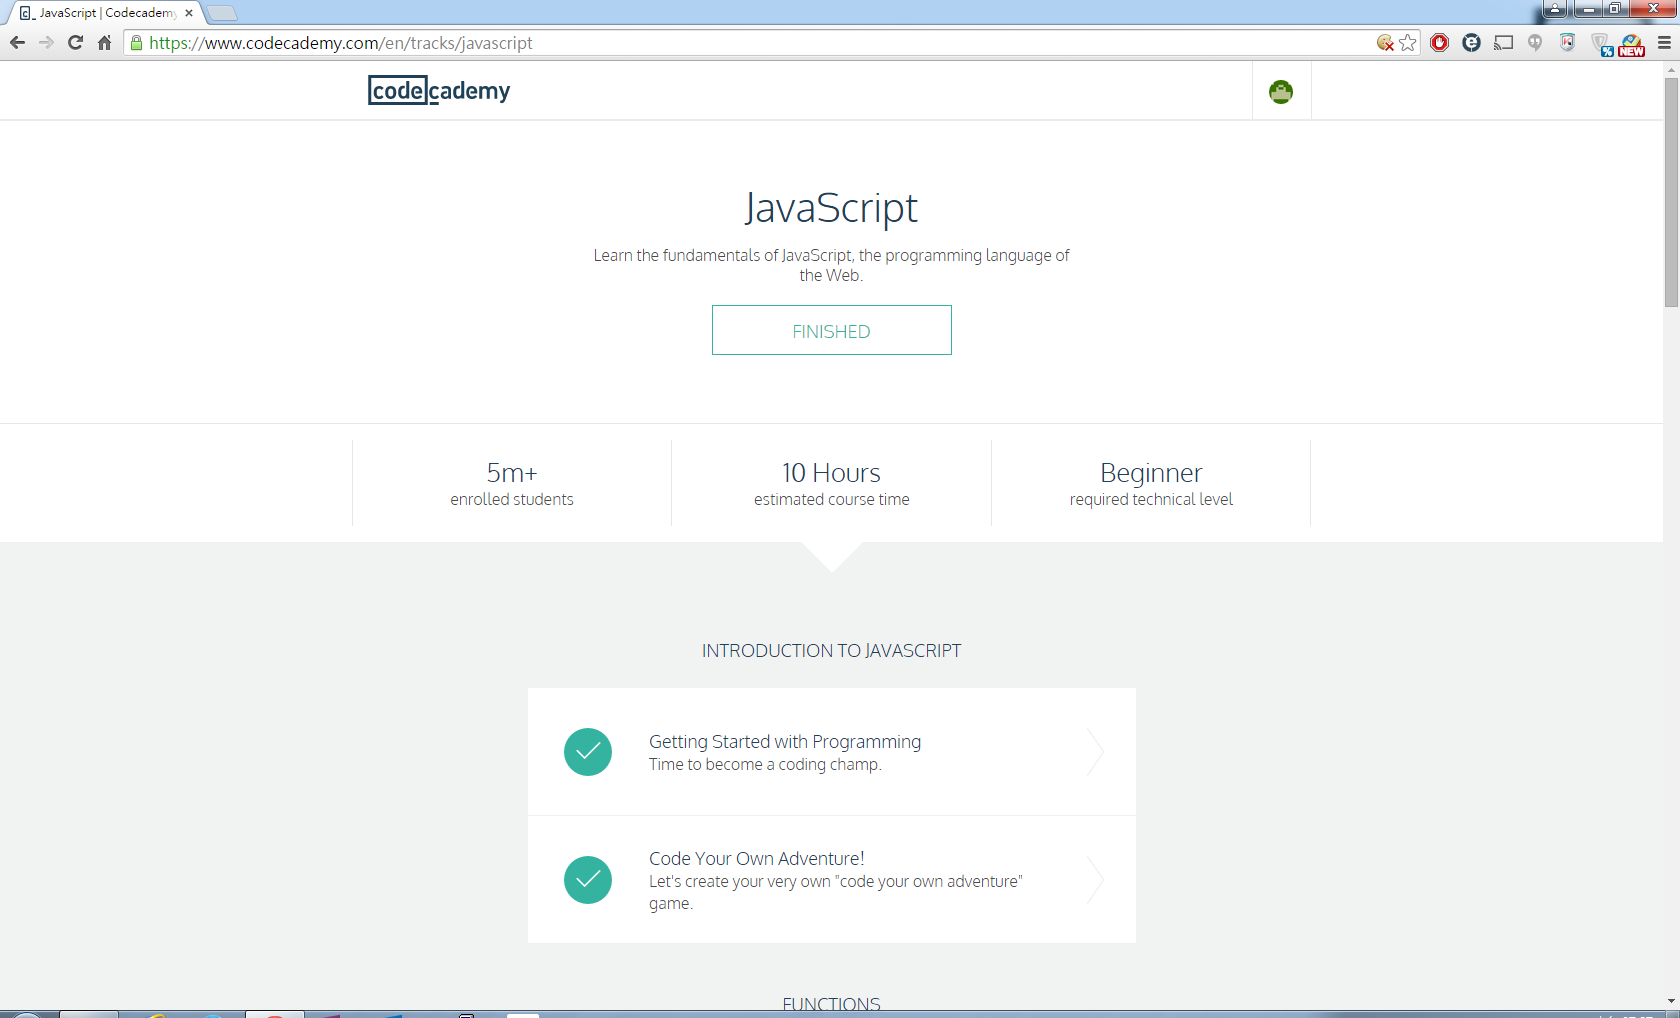 JavaScript | Codecademy
https://www.codecademy.com/en/tracks/javascript
NEW
codecademy
JavaScript
Learn the fundamentals of JavaScript, the programming language of
the Web.
FINISHED
5m+
enrolled students
10 Hours
estimated course time
Beginner
required technical level
INTRODUCTION TO JAVASCRIPT
Getting Started with Programming
Time to become a coding champ.
Code Your Own Adventure!
Let's create your very own "code your own adventure"
game.
FUNCTIONS